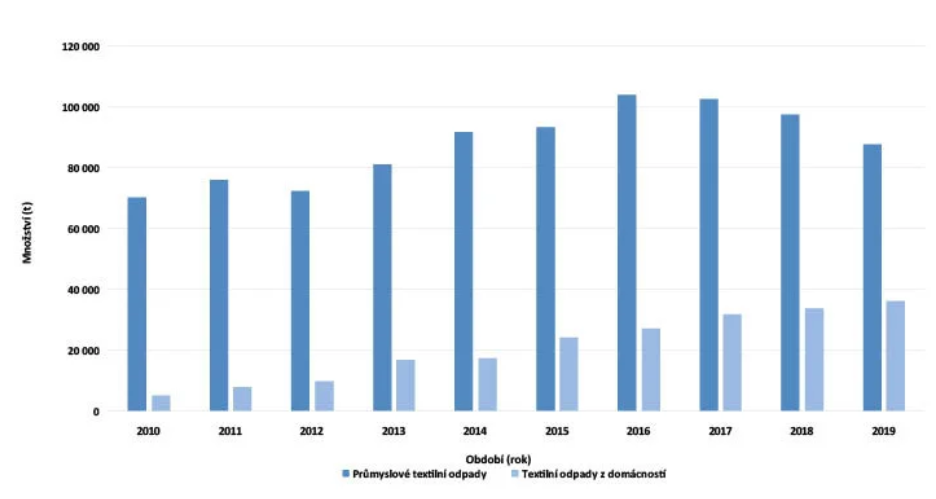 120 000
100 000
80 000
60 000
40 000
20 000
0
Množství (t)
2010 2011 2012 2013 2014 2015 2016 2017 2018 2019
Období (rok)
Průmyslové textilní odpady Textilní odpady z domácností